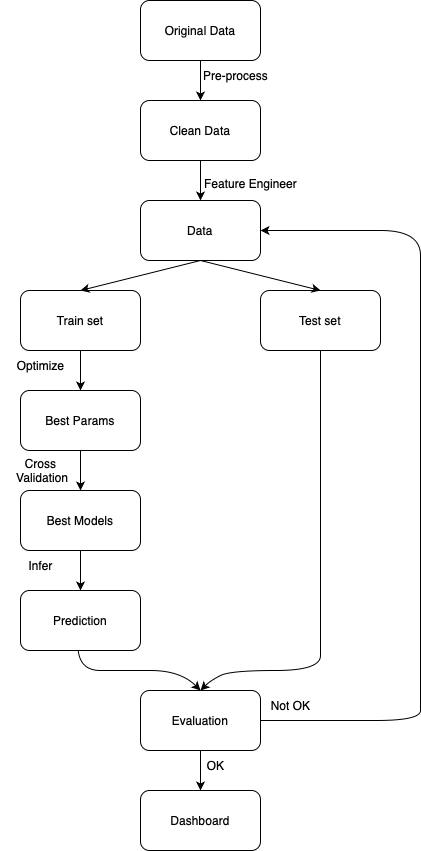 Original Data
Pre-process
Clean Data
Feature Engineer
Data
Train set
Test set
Optimize
Best Params
Cross
Validation
Best Models
Infer
Prediction
Evaluation
Not OK
OK
Dashboard